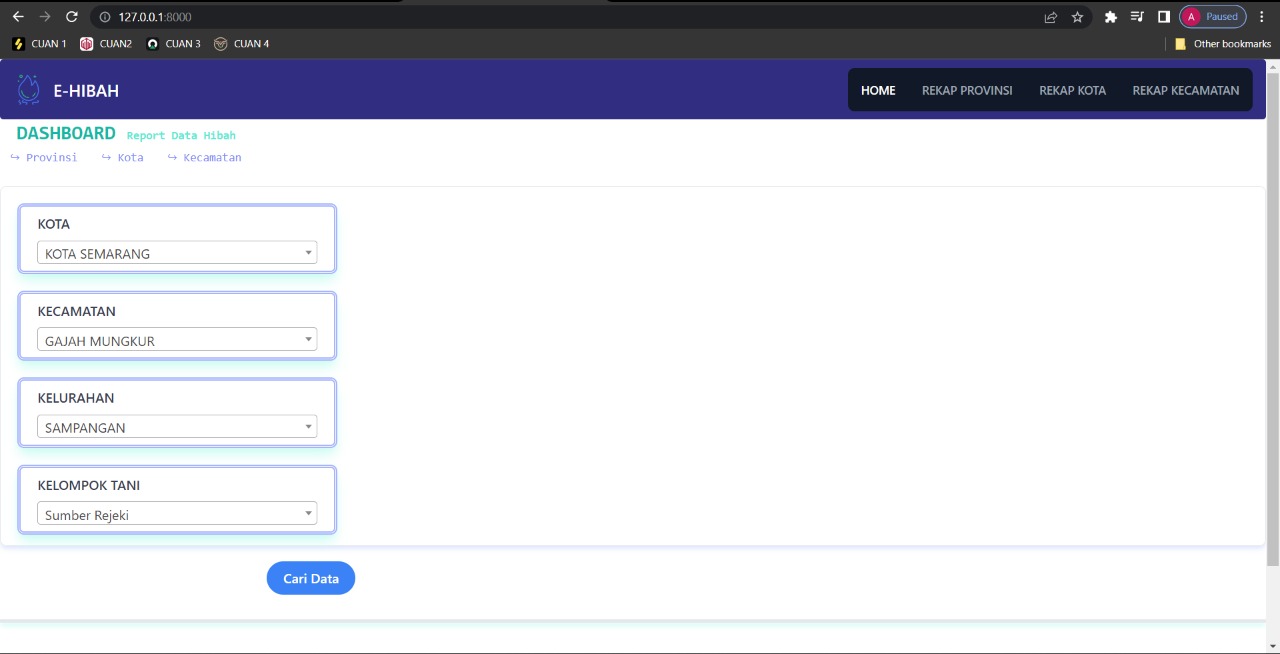 127.0.0.1:8000
A Paused
CUAN 1 CUAN2 CUAN 3 CUAN 4 Other bookmarks
E-HIBAH HOME REKAP PROVINSI REKAP KOTA REKAP KECAMATAN
DASHBOARD Report Data Hibah
↪ Provinsi ↪ Kota ↪ Kecamatan
KOTA
KOTA SEMARANG
KECAMATAN
GAJAH MUNGKUR
KELURAHAN
SAMPANGAN
KELOMPOK TANI
Sumber Rejeki
Cari Data